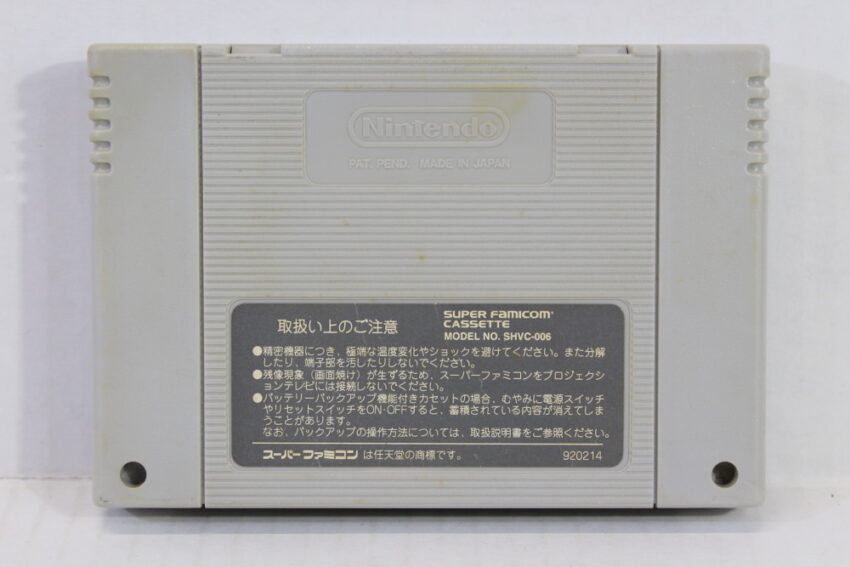 Nintendo
PAT. PEND. MADE IN JAPAN
取扱い上のご注意
SUPER FAMICOM
CASSETTE
MODEL NO. SHVC-006
●精密機器につき、極端な温度変化やショックを避けてください。また分解
したり、端子部を汚したりしないでください。
●残像現象（画面焼け）が生ずるため、スーパーファミコンをプロジェクシ
ョンテレビには接続しないでください。
●バッテリーバックアップ機能付きカセットの場合、むやみに電源スイッチ
やリセットスイッチをON・OFFすると、蓄積されている内容が消えてしま
うことがあります。
なお、バックアップの操作方法については、取扱説明書をご参照ください。
スーパーファミコン は任天堂の商標です。
920214